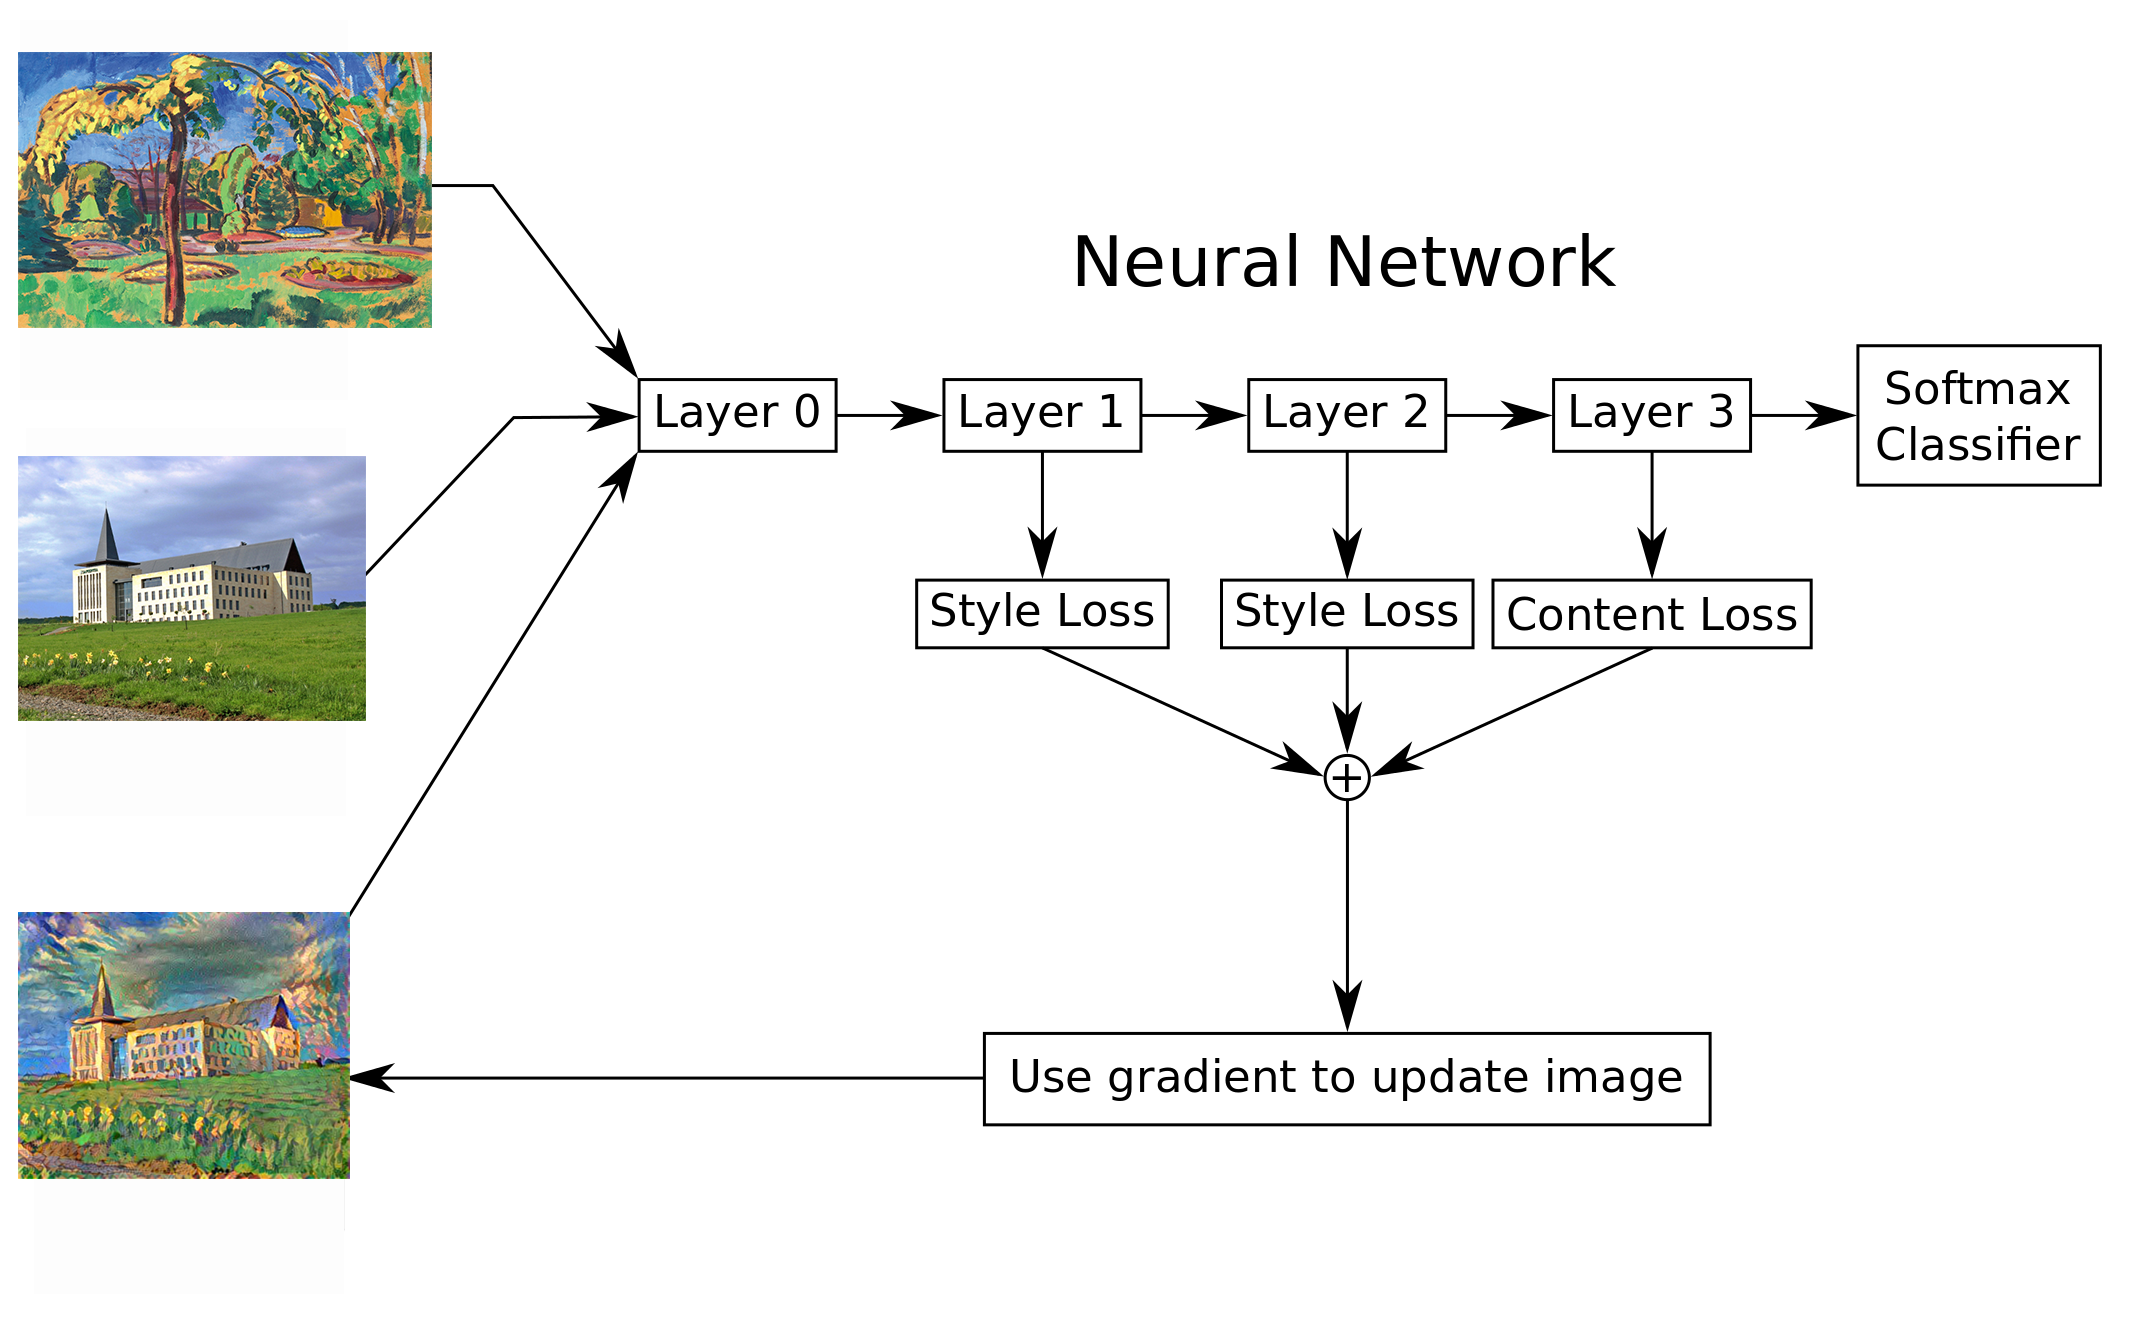 Neural Network
Layer 0
Layer 1
Layer 2
Layer 3
Softmax
Classifier
Style Loss
Style Loss
Content Loss
+
Use gradient to update image